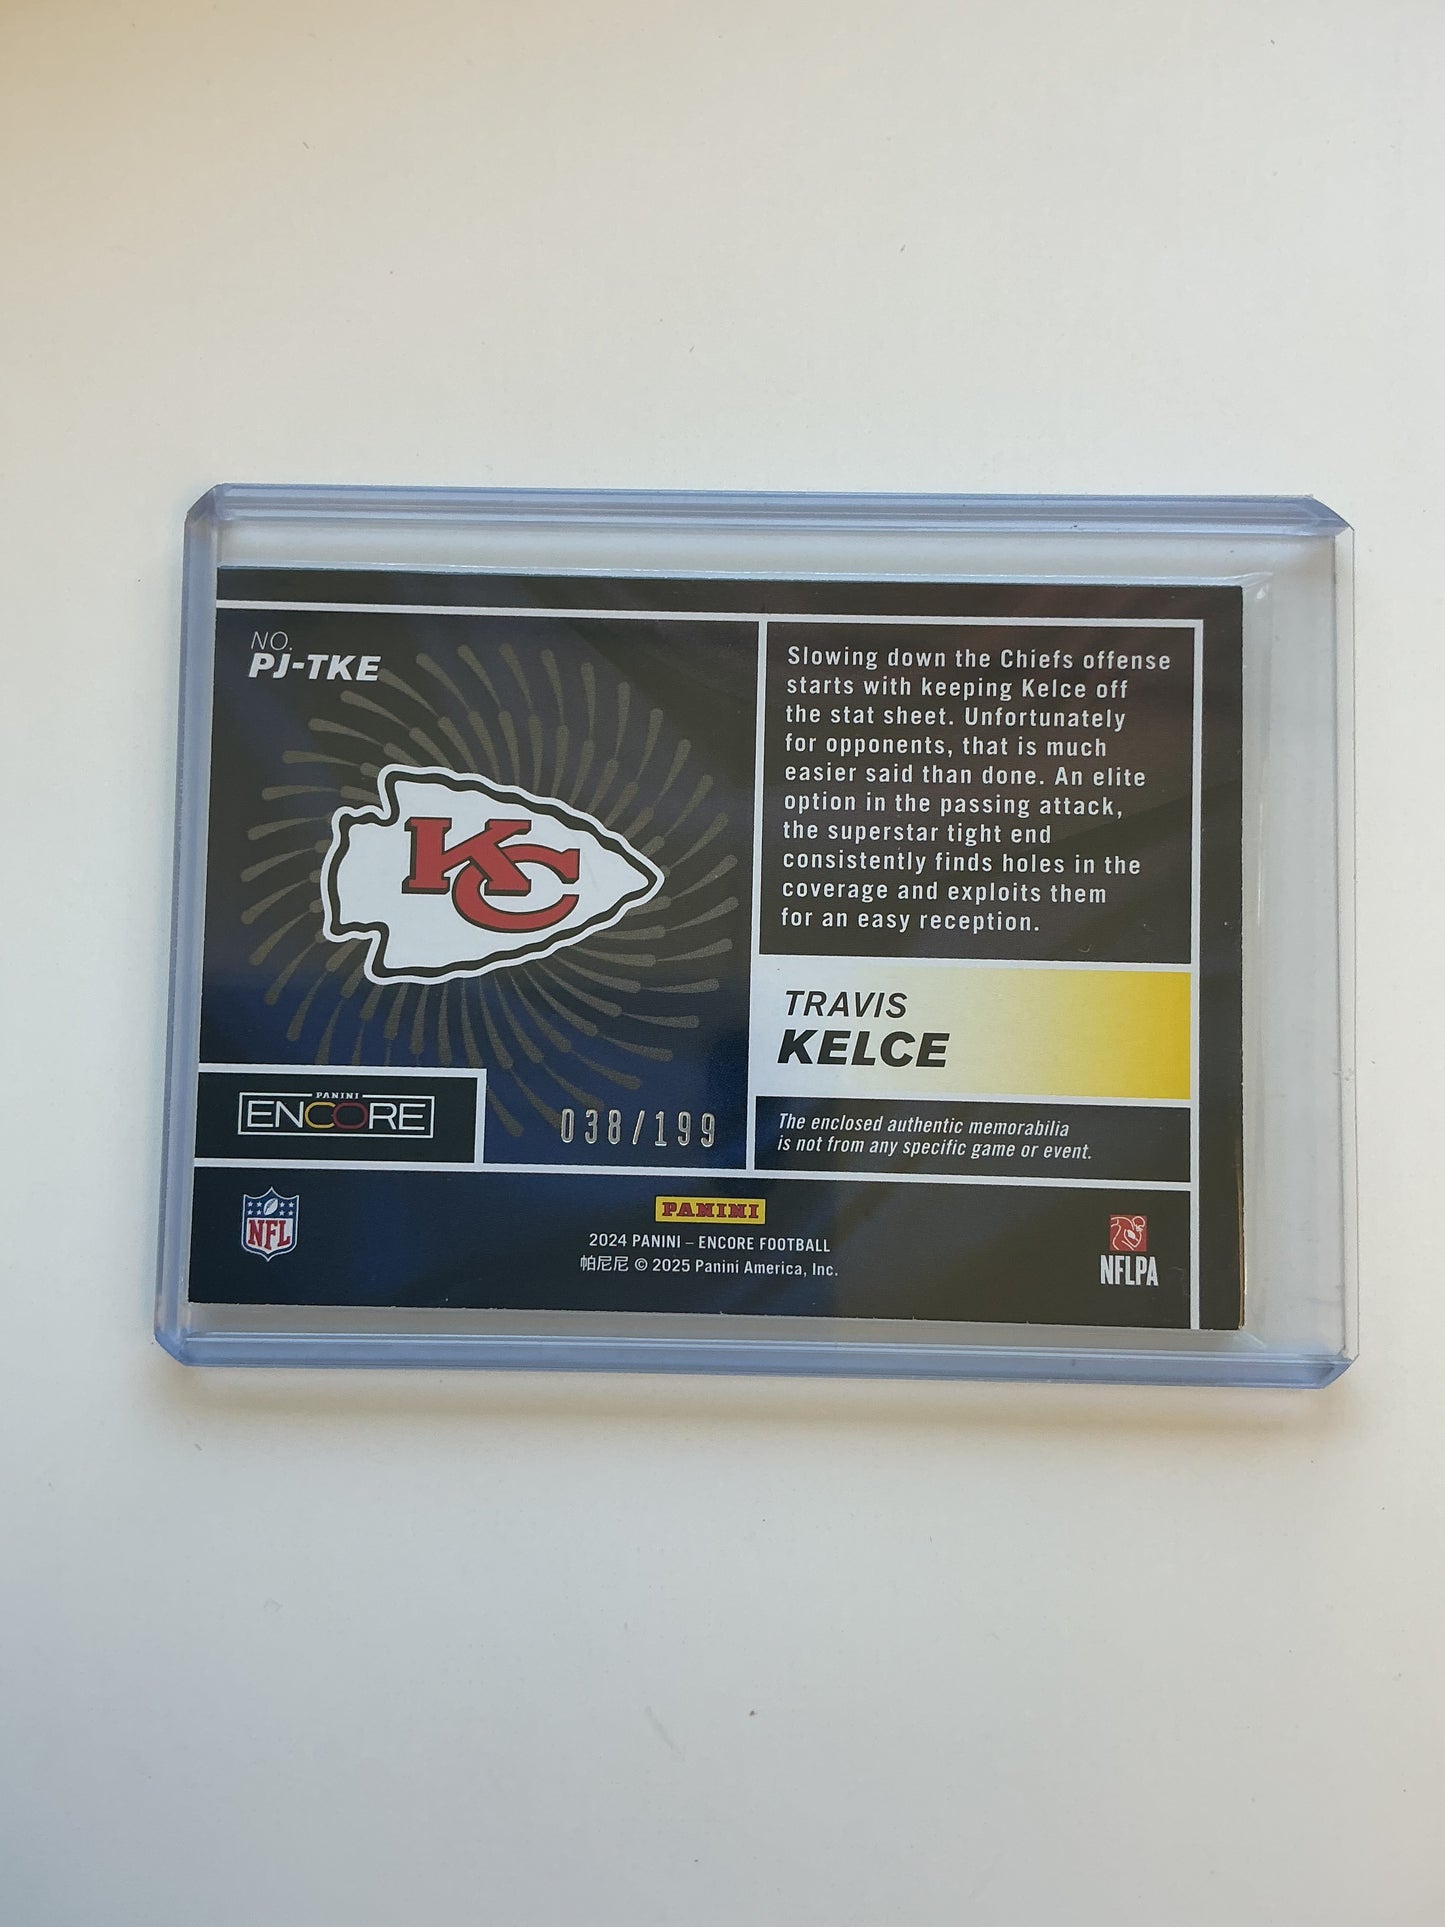 NO.
PJ-TKE
KC
PANINI
ENCORE
038/199
Slowing down the Chiefs offense
starts with keeping Kelce off
the stat sheet. Unfortunately
for opponents, that is much
easier said than done. An elite
option in the passing attack,
the superstar tight end
consistently finds holes in the
coverage and exploits them
for an easy reception.
TRAVIS
KELCE
The enclosed authentic memorabilia
is not from any specific game or event.
NFL
PANINI
2024 PANINI – ENCORE FOOTBALL
帕尼尼 © 2025 Panini America, Inc.
NFLPA